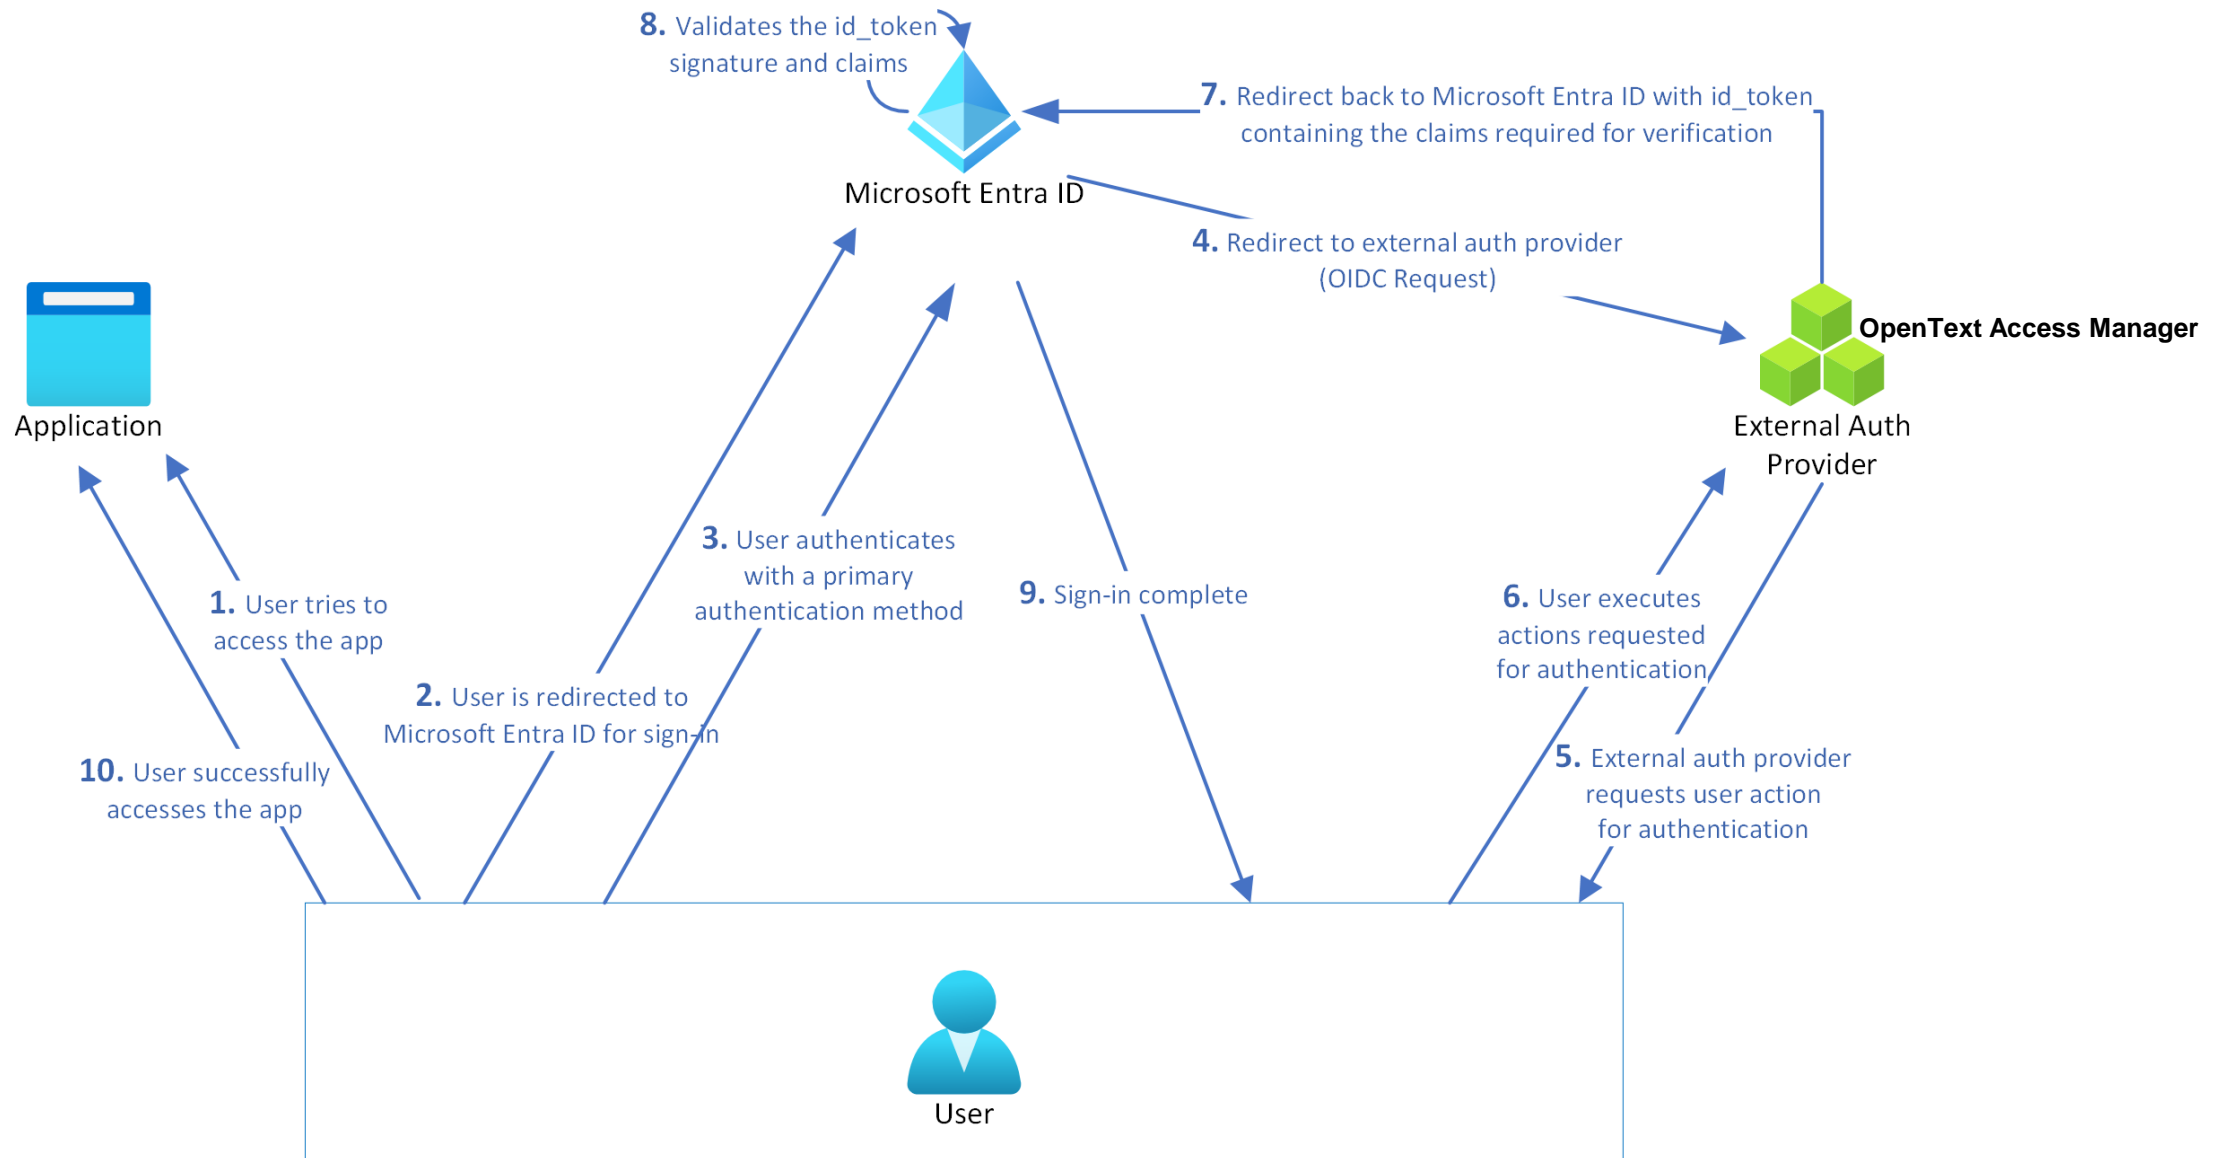 8. Validates the id_token
signature and claims
7. Redirect back to Microsoft Entra ID with id_token
containing the claims required for verification
Microsoft Entra ID
4. Redirect to external auth provider
(OIDC Request)
OpenText Access Manager
Application
External Auth
Provider
3. User authenticates
with a primary
authentication method
9. Sign-in complete
1. User tries to
access the app
6. User executes
actions requested
for authentication
2. User is redirected to
Microsoft Entra ID for sign-in
10. User successfully
accesses the app
5. External auth provider
requests user action
for authentication
User